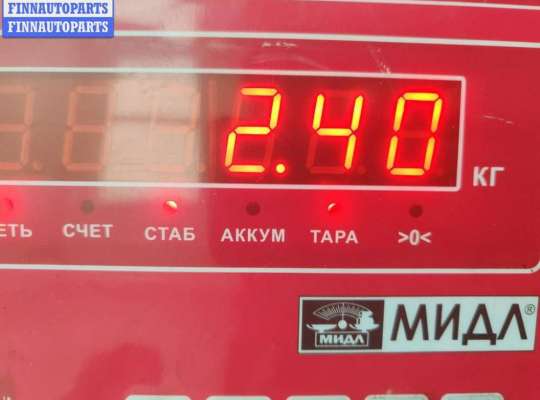 FINNAUTOPARTS
FINNAUTOPARTS
2.40
КГ
СЧЕТ СТАБ АККУМ ТАРА >0<
МИДЛ МИДЛ®